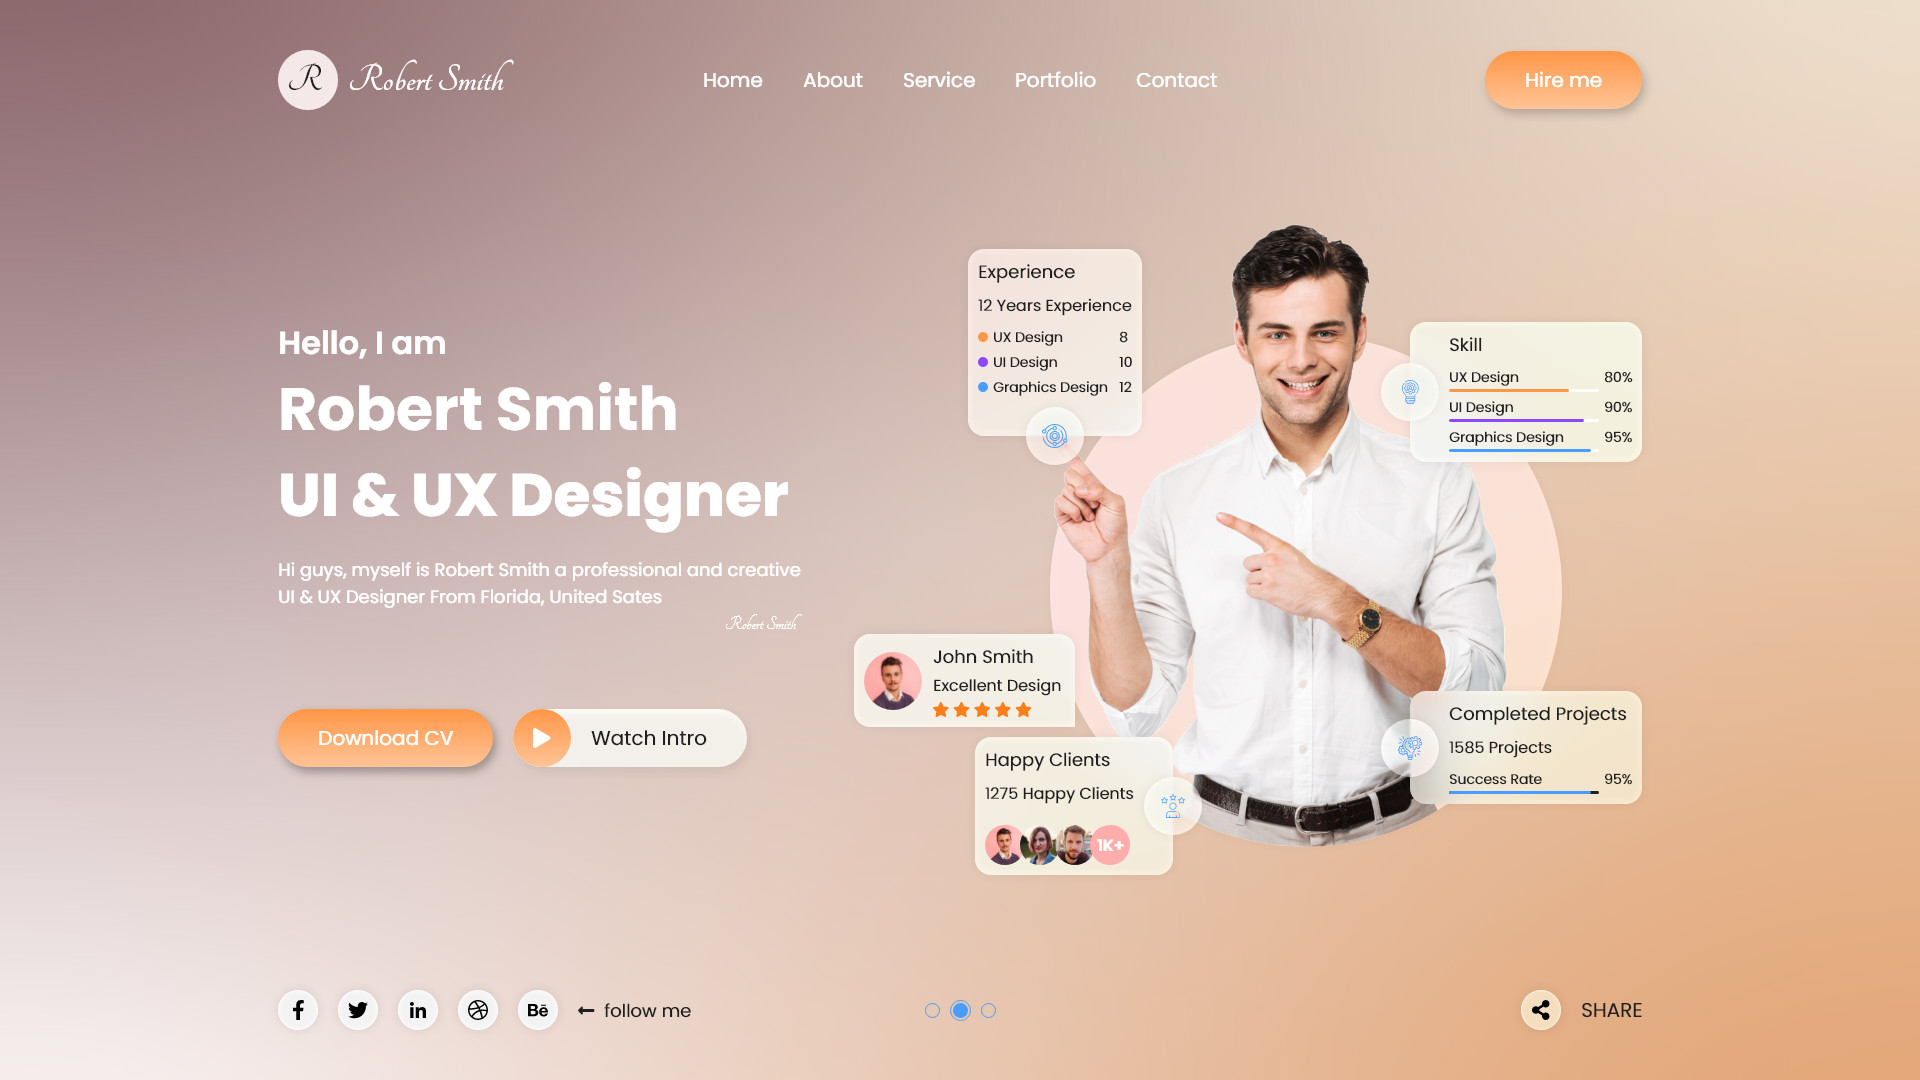 R Robert Smith
Home About Service Portfolio Contact
Hire me
Hello, I am
Robert Smith
UI & UX Designer
Hi guys, myself is Robert Smith a professional and creative
UI & UX Designer From Florida, United Sates
Robert Smith
Download CV
Watch Intro
Experience
12 Years Experience
UX Design 8
UI Design 10
Graphics Design 12
Skill
UX Design 80%
UI Design 90%
Graphics Design 95%
John Smith
Excellent Design
Happy Clients
1275 Happy Clients
1K+
Completed Projects
1585 Projects
Success Rate 95%
f
in
Bē
follow me
SHARE